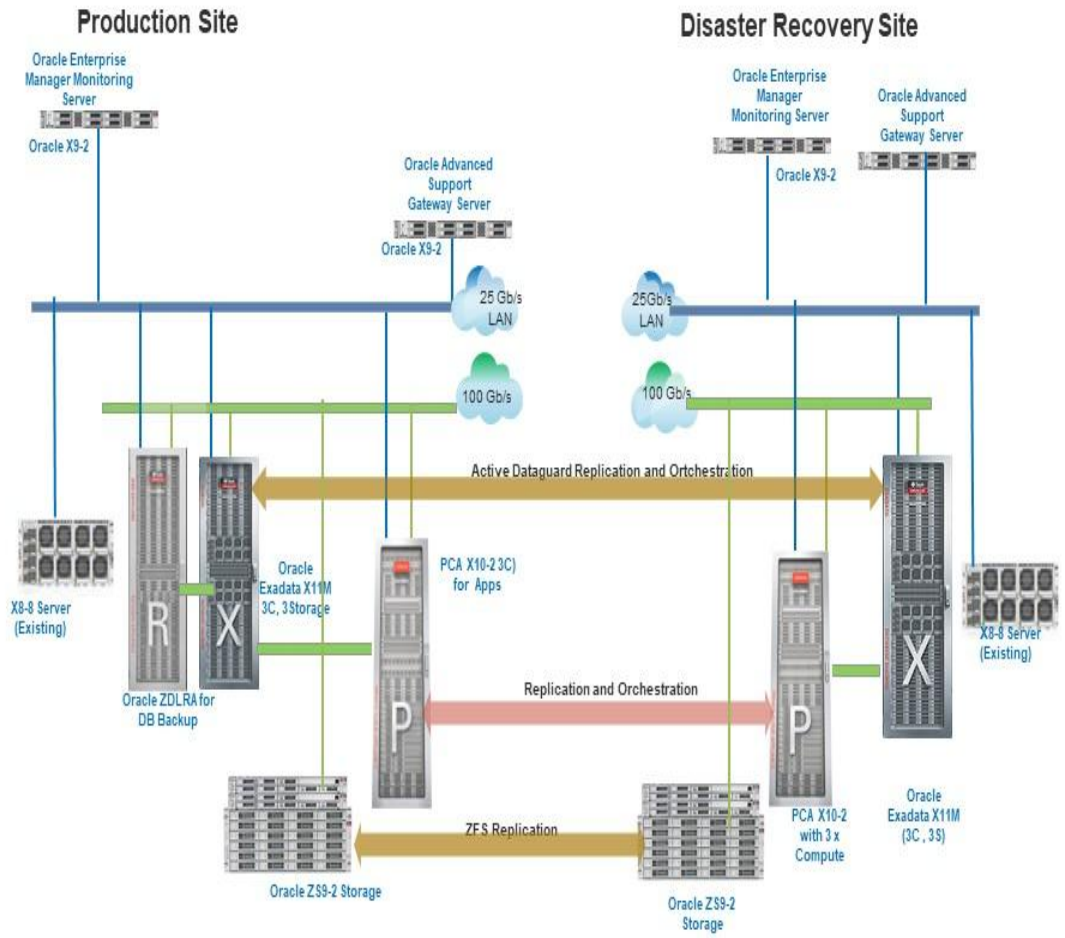 Production Site
Disaster Recovery Site
Oracle Enterprise
Manager Monitoring
Server
Oracle X9-2
Oracle Advanced
Support
Gateway Server
Oracle X9-2
Oracle Enterprise
Manager
Monitoring Server
Oracle X9-2
Oracle Advanced
Support
Gateway Server
25 Gb/s
LAN
25Gb/s
LAN
100 Gb/s
100 Gb/s
Active Dataguard Replication and Ortchestration
R
X
P
P
X
X8-8 Server
(Existing)
Oracle
Exadata X11M
3C, 3Storage
PCA X10-2 3C)
for Apps
X8-8 Server
(Existing)
Oracle ZDLRA for
DB Backup
Replication and Orchestration
ZFS Replication
Oracle ZS9-2 Storage
Oracle ZS9-2
Storage
PCA X10-2
with 3 x
Compute
Oracle
Exadata X11M
(3C , 3S)